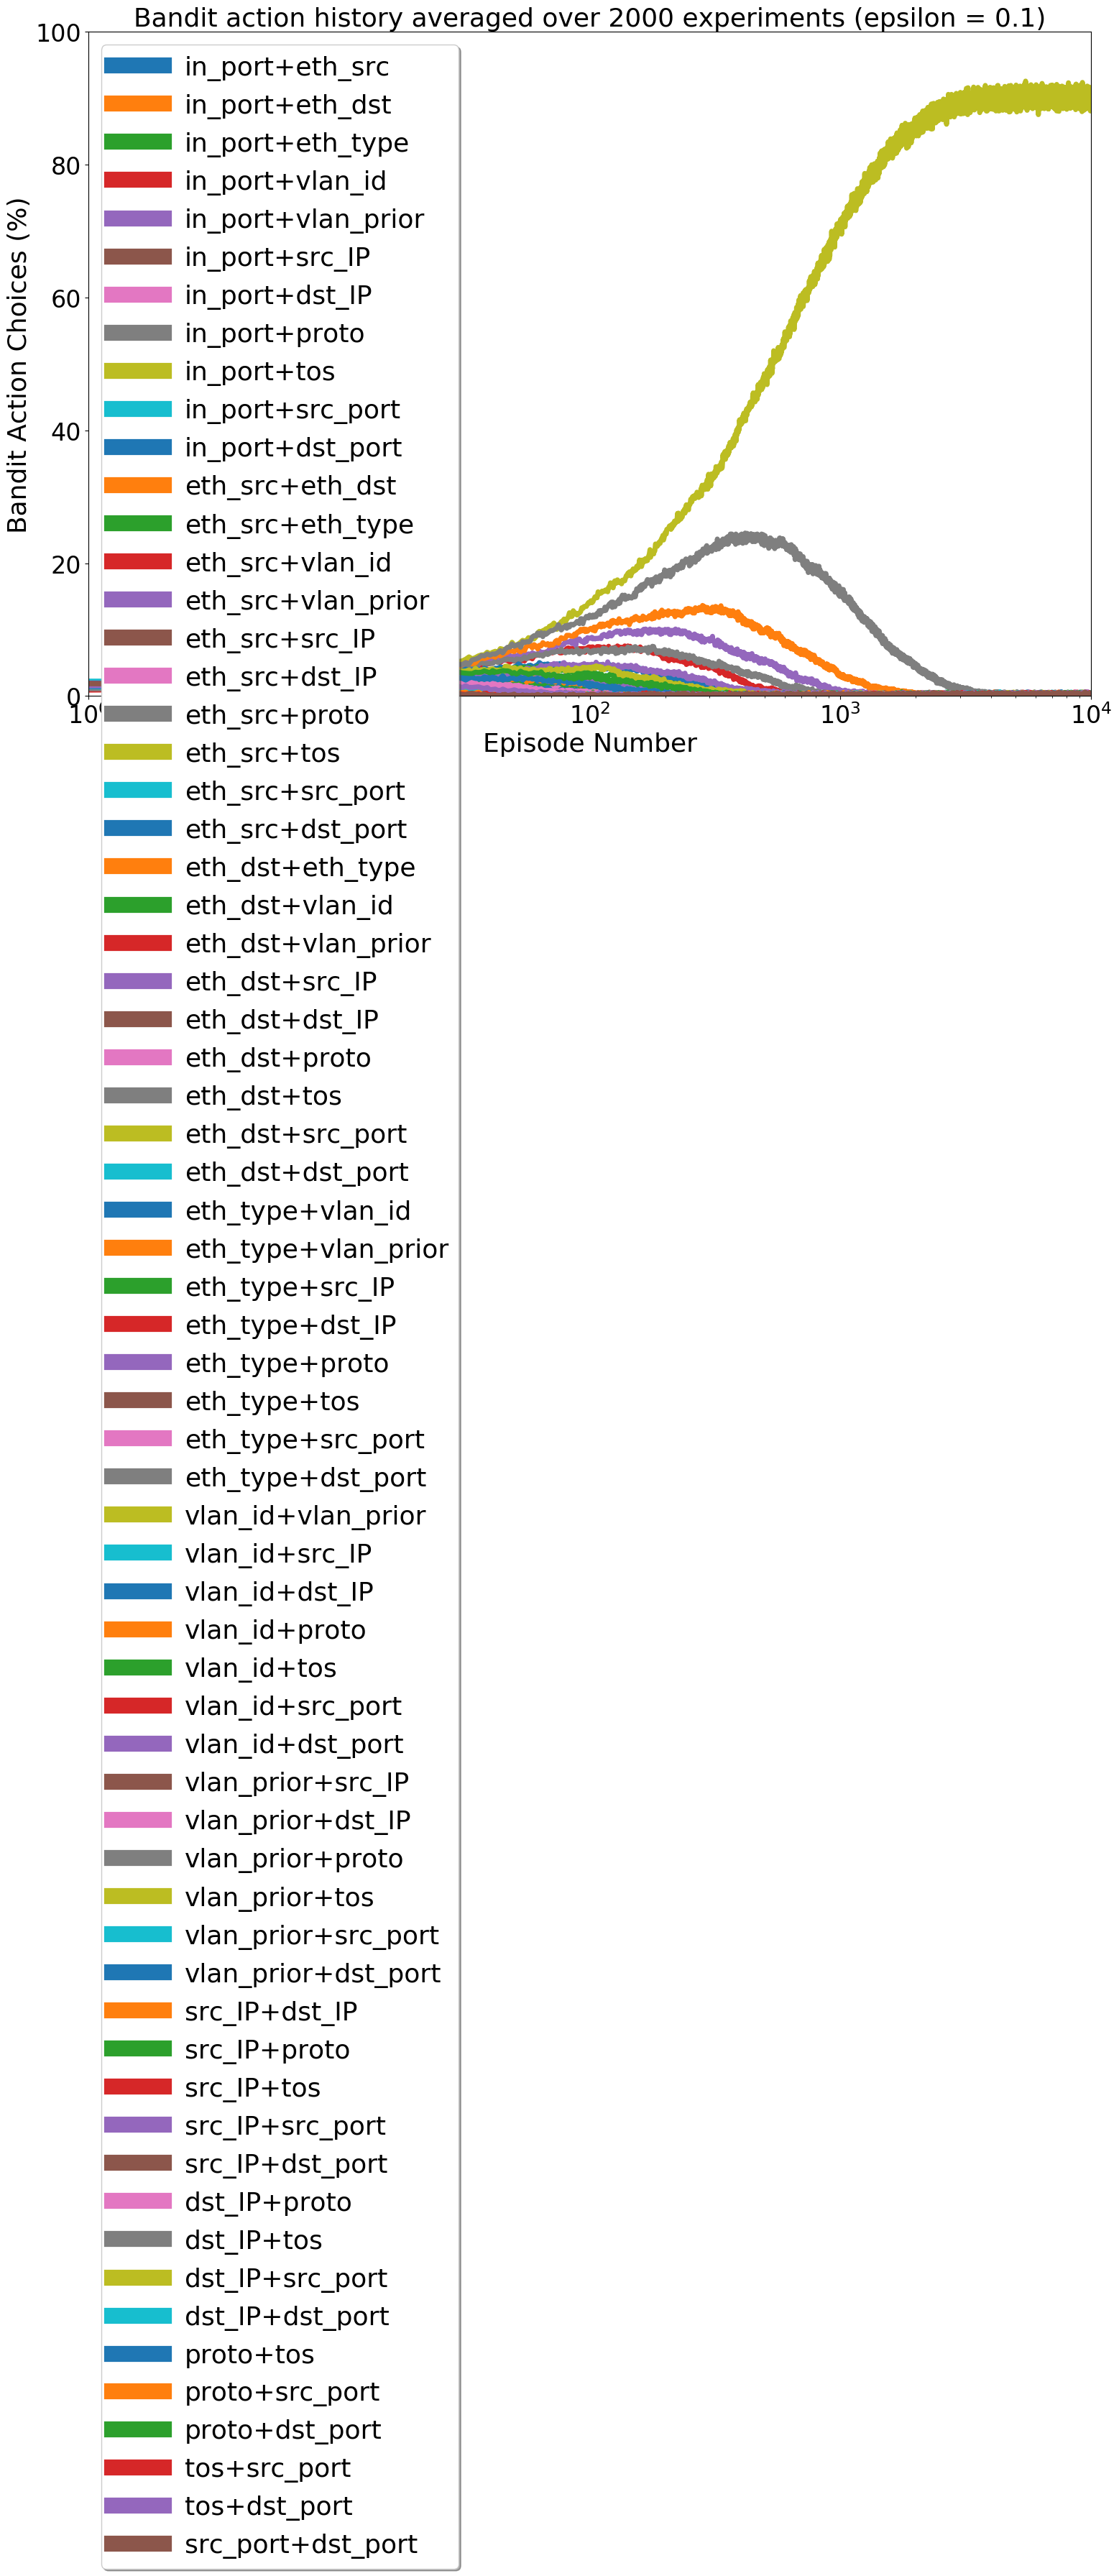 Bandit action history averaged over 2000 experiments (epsilon = 0.1)
Bandit Action Choices (%)
100
80
60
40
20
0
in_port+eth_src
in_port+eth_dst
in_port+eth_type
in_port+vlan_id
in_port+vlan_prior
in_port+src_IP
in_port+dst_IP
in_port+proto
in_port+tos
in_port+src_port
in_port+dst_port
eth_src+eth_dst
eth_src+eth_type
eth_src+vlan_id
eth_src+vlan_prior
eth_src+src_IP
eth_src+dst_IP
eth_src+proto
eth_src+tos
eth_src+src_port
eth_src+dst_port
eth_dst+eth_type
eth_dst+vlan_id
eth_dst+vlan_prior
eth_dst+src_IP
eth_dst+dst_IP
eth_dst+proto
eth_dst+tos
eth_dst+src_port
eth_dst+dst_port
eth_type+vlan_id
eth_type+vlan_prior
eth_type+src_IP
eth_type+dst_IP
eth_type+proto
eth_type+tos
eth_type+src_port
eth_type+dst_port
vlan_id+vlan_prior
vlan_id+src_IP
vlan_id+dst_IP
vlan_id+proto
vlan_id+tos
vlan_id+src_port
vlan_id+dst_port
vlan_prior+src_IP
vlan_prior+dst_IP
vlan_prior+proto
vlan_prior+tos
vlan_prior+src_port
vlan_prior+dst_port
src_IP+dst_IP
src_IP+proto
src_IP+tos
src_IP+src_port
src_IP+dst_port
dst_IP+proto
dst_IP+tos
dst_IP+src_port
dst_IP+dst_port
proto+tos
proto+src_port
proto+dst_port
tos+src_port
tos+dst_port
src_port+dst_port
10² 10³ 10⁴
Episode Number